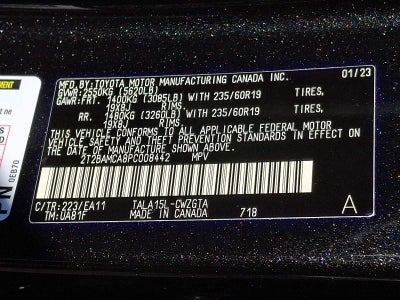 MFD.BY:TOYOTA MOTOR MANUFACTURING CANADA INC. 01/23
GVWR:2550KG (5620LB)
GAWR:FRT. 1400KG (3085LB) WITH 235/60R19 TIRES,
19X8J RIMS
RR. 1480KG (3260LB) WITH 235/60R19 TIRES,
19X8J RIMS
THIS VEHICLE CONFORMS TO ALL APPLICABLE FEDERAL MOTOR
VEHICLE SAFETY AND THEFT PREVENTION STANDARDS IN EFFECT ON
THE DATE OF MANUFACTURE SHOWN ABOVE.
2T2BAMCA8PC008442 MPV
C/TR:223/EA11 TALA15L-CWZGTA
TM:0A81F MADE IN CANADA 718 A
0EB70